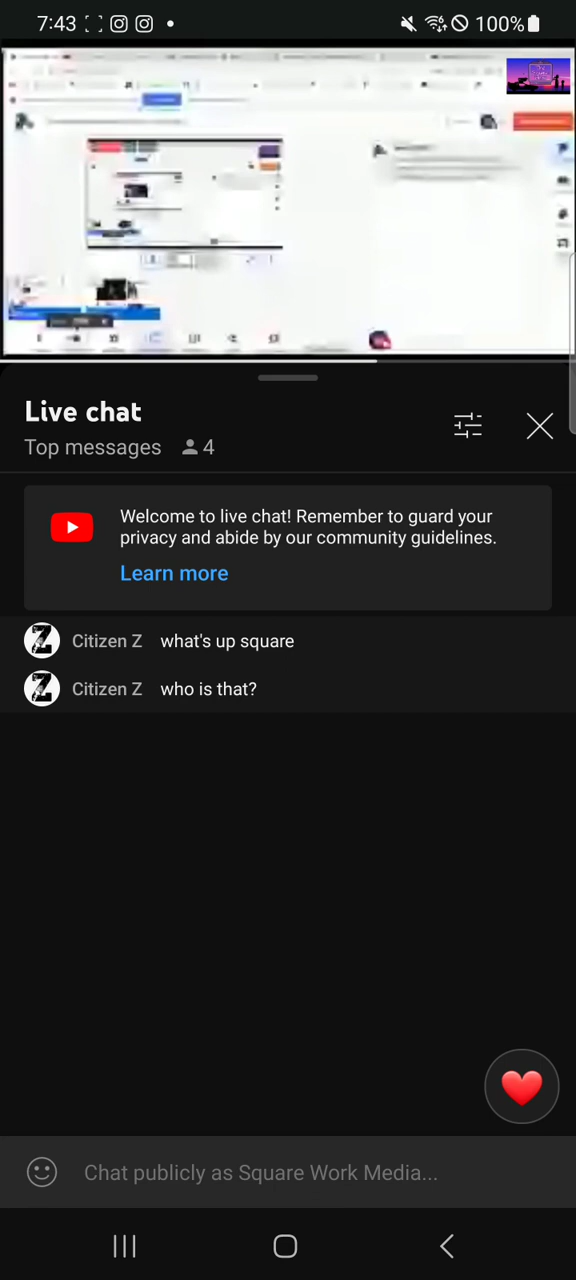 7:43
100%
Live chat
Top messages 4
Welcome to live chat! Remember to guard your
privacy and abide by our community guidelines.
Learn more
Citizen Z what's up square
Citizen Z who is that?
Chat publicly as Square Work Media...